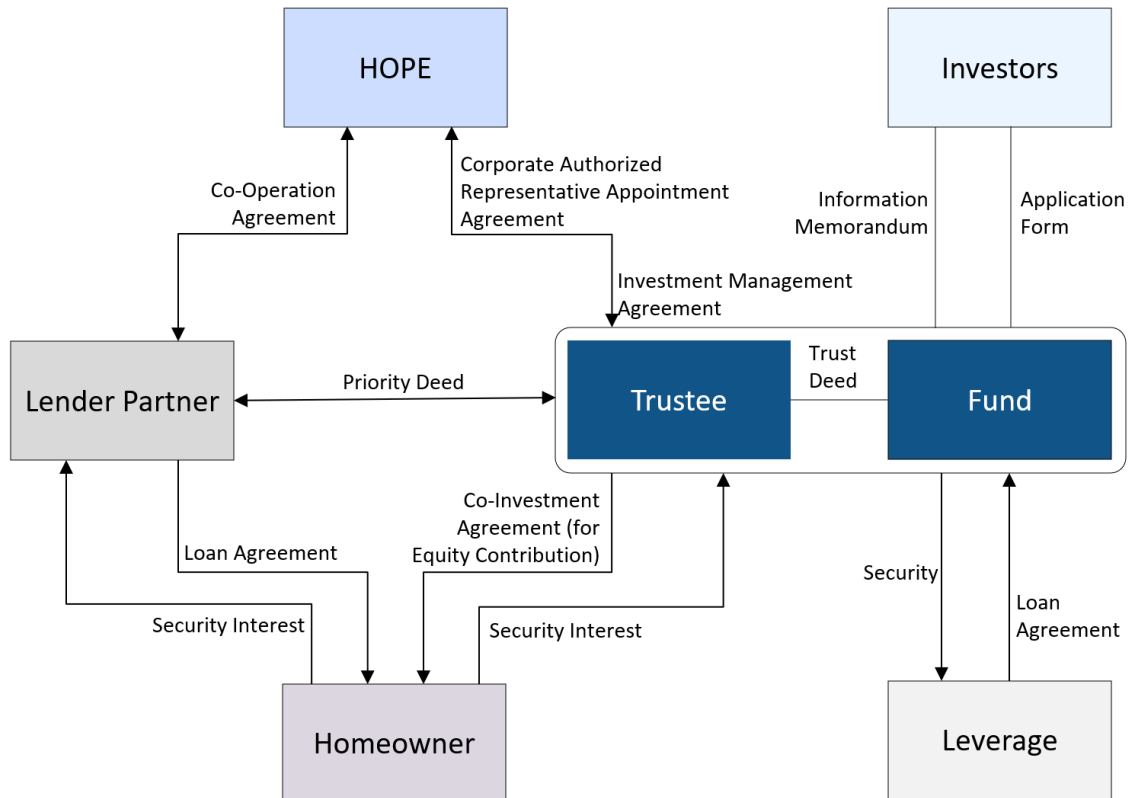 HOPE
Investors
Co-Operation
Agreement
Corporate Authorized
Representative Appointment
Agreement
Information
Memorandum
Application
Form
Investment Management
Agreement
Lender Partner
Priority Deed
Trustee
Trust
Deed
Fund
Co-Investment
Agreement (for
Equity Contribution)
Loan Agreement
Security Interest
Security Interest
Security
Loan
Agreement
Homeowner
Leverage